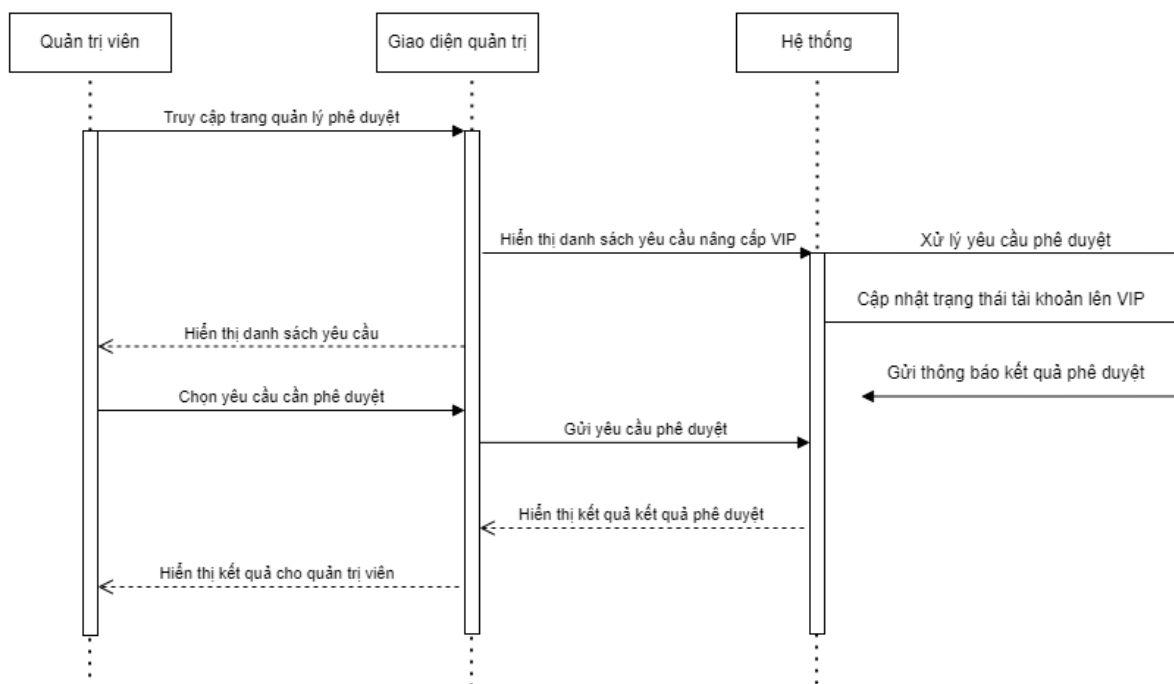 Quản trị viên
Giao diện quản trị
Hệ thống
Truy cập trang quản lý phê duyệt
Hiển thị danh sách yêu cầu nâng cấp VIP
Xử lý yêu cầu phê duyệt
Cập nhật trạng thái tài khoản lên VIP
Hiển thị danh sách yêu cầu
Gửi thông báo kết quả phê duyệt
Chọn yêu cầu cần phê duyệt
Gửi yêu cầu phê duyệt
Hiển thị kết quả kết quả phê duyệt
Hiển thị kết quả cho quản trị viên